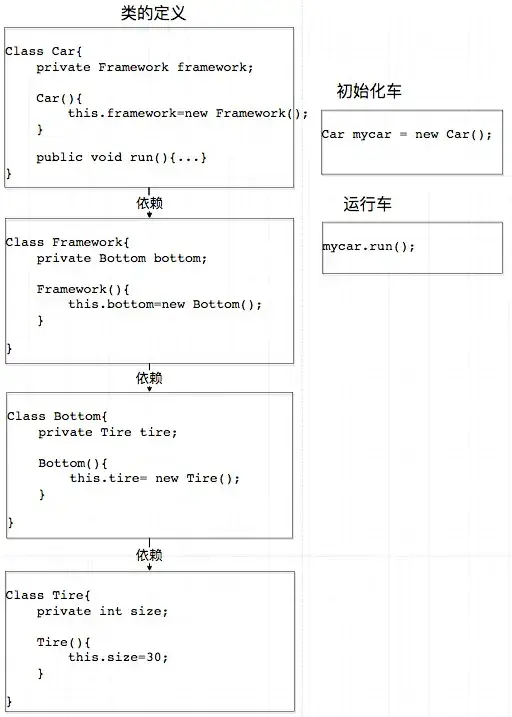 类的定义
Class Car{
private Framework framework;
Car(){
this.framework=new Framework();
}
public void run(){...}
}
依赖
Class Framework{
private Bottom bottom;
Framework(){
this.bottom=new Bottom();
}
}
依赖
Class Bottom{
private Tire tire;
Bottom(){
this.tire= new Tire();
}
}
依赖
Class Tire{
private int size;
Tire(){
this.size=30;
}
}
初始化车
Car mycar = new Car();
运行车
mycar.run();